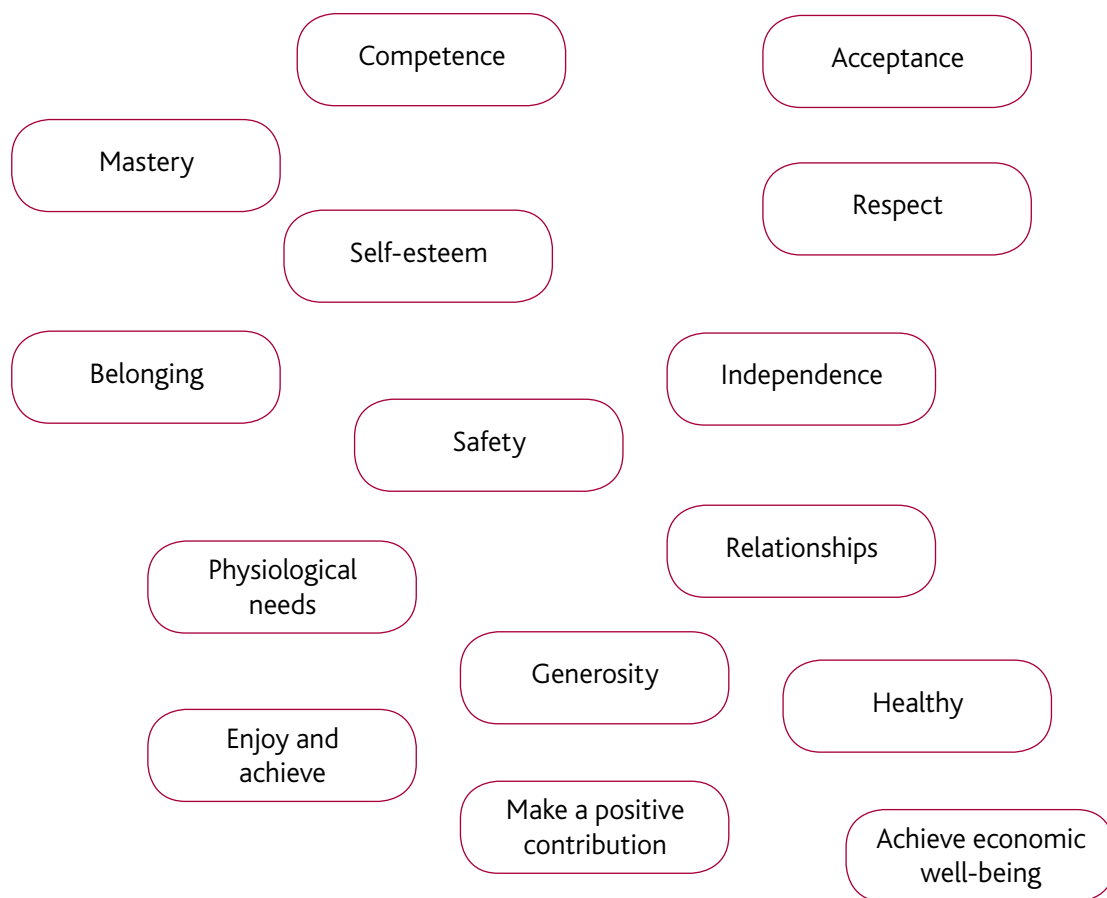 Competence
Acceptance
Mastery
Respect
Self-esteem
Belonging
Independence
Safety
Relationships
Physiological
needs
Generosity
Healthy
Enjoy and
achieve
Make a positive
contribution
Achieve economic
well-being